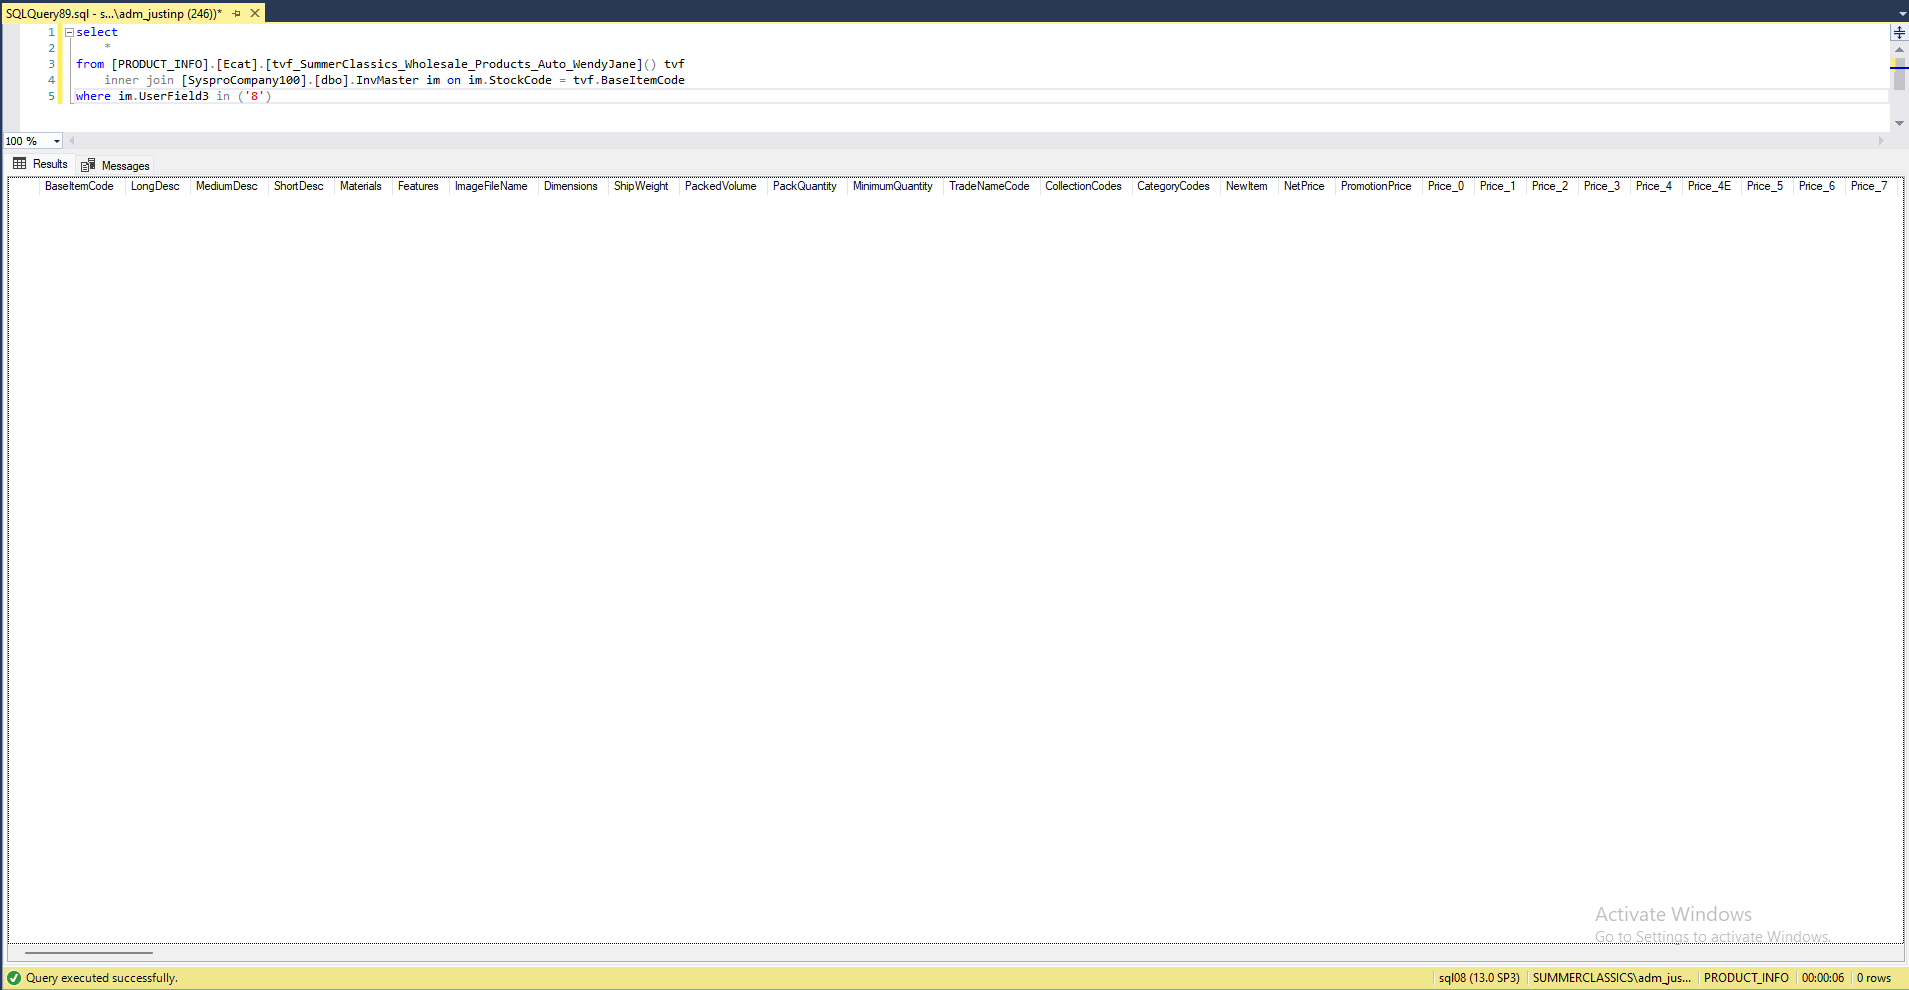 SQLQuery89.sql - s...\adm_justinp (246))*
1 select
2 *
3 from [PRODUCT_INFO].[Ecat].[tvf_SummerClassics_Wholesale_Products_Auto_WendyJane]() tvf
4 inner join [SysproCompany100].[dbo].InvMaster im on im.StockCode = tvf.BaseItemCode
5 where im.UserField3 in ('8')
100 %
Results Messages
BaseItemCode LongDesc MediumDesc ShortDesc Materials Features ImageFileName Dimensions ShipWeight PackedVolume PackQuantity MinimumQuantity TradeNameCode CollectionCodes CategoryCodes NewItem NetPrice PromotionPrice Price_0 Price_1 Price_2 Price_3 Price_4 Price_4E Price_5 Price_6 Price_7
Activate Windows
Go to Settings to activate Windows.
Query executed successfully. sql08 (13.0 SP3) SUMMERCLASSICS\adm_jus... PRODUCT_INFO 00:00:06 0 rows